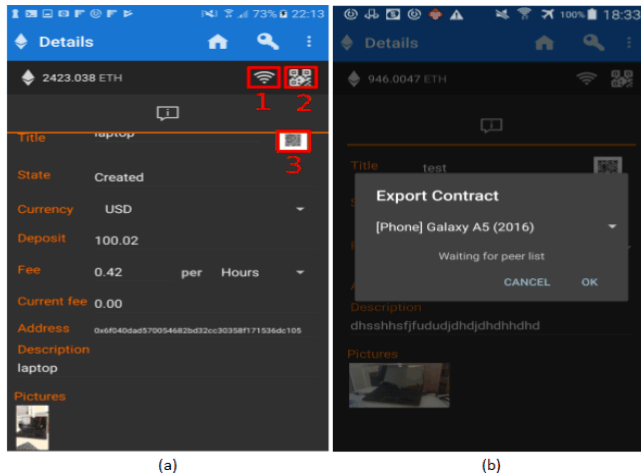 73% 22:13
Details
2423.038 ETH
1
2
Title laptop
3
State Created
Currency USD
Deposit 100.02
Fee 0.42 per Hours
Current fee 0.00
Address 0x6f040dad570054682bd32cc30358f171536dc105
Description
laptop
Pictures
(a)
100% 18:33
Details
946.0047 ETH
Title test
Export Contract
[Phone] Galaxy A5 (2016)
Waiting for peer list
CANCEL OK
Description
dhsshhsfjfududjdhdjdhdhhdhd
Pictures
(b)